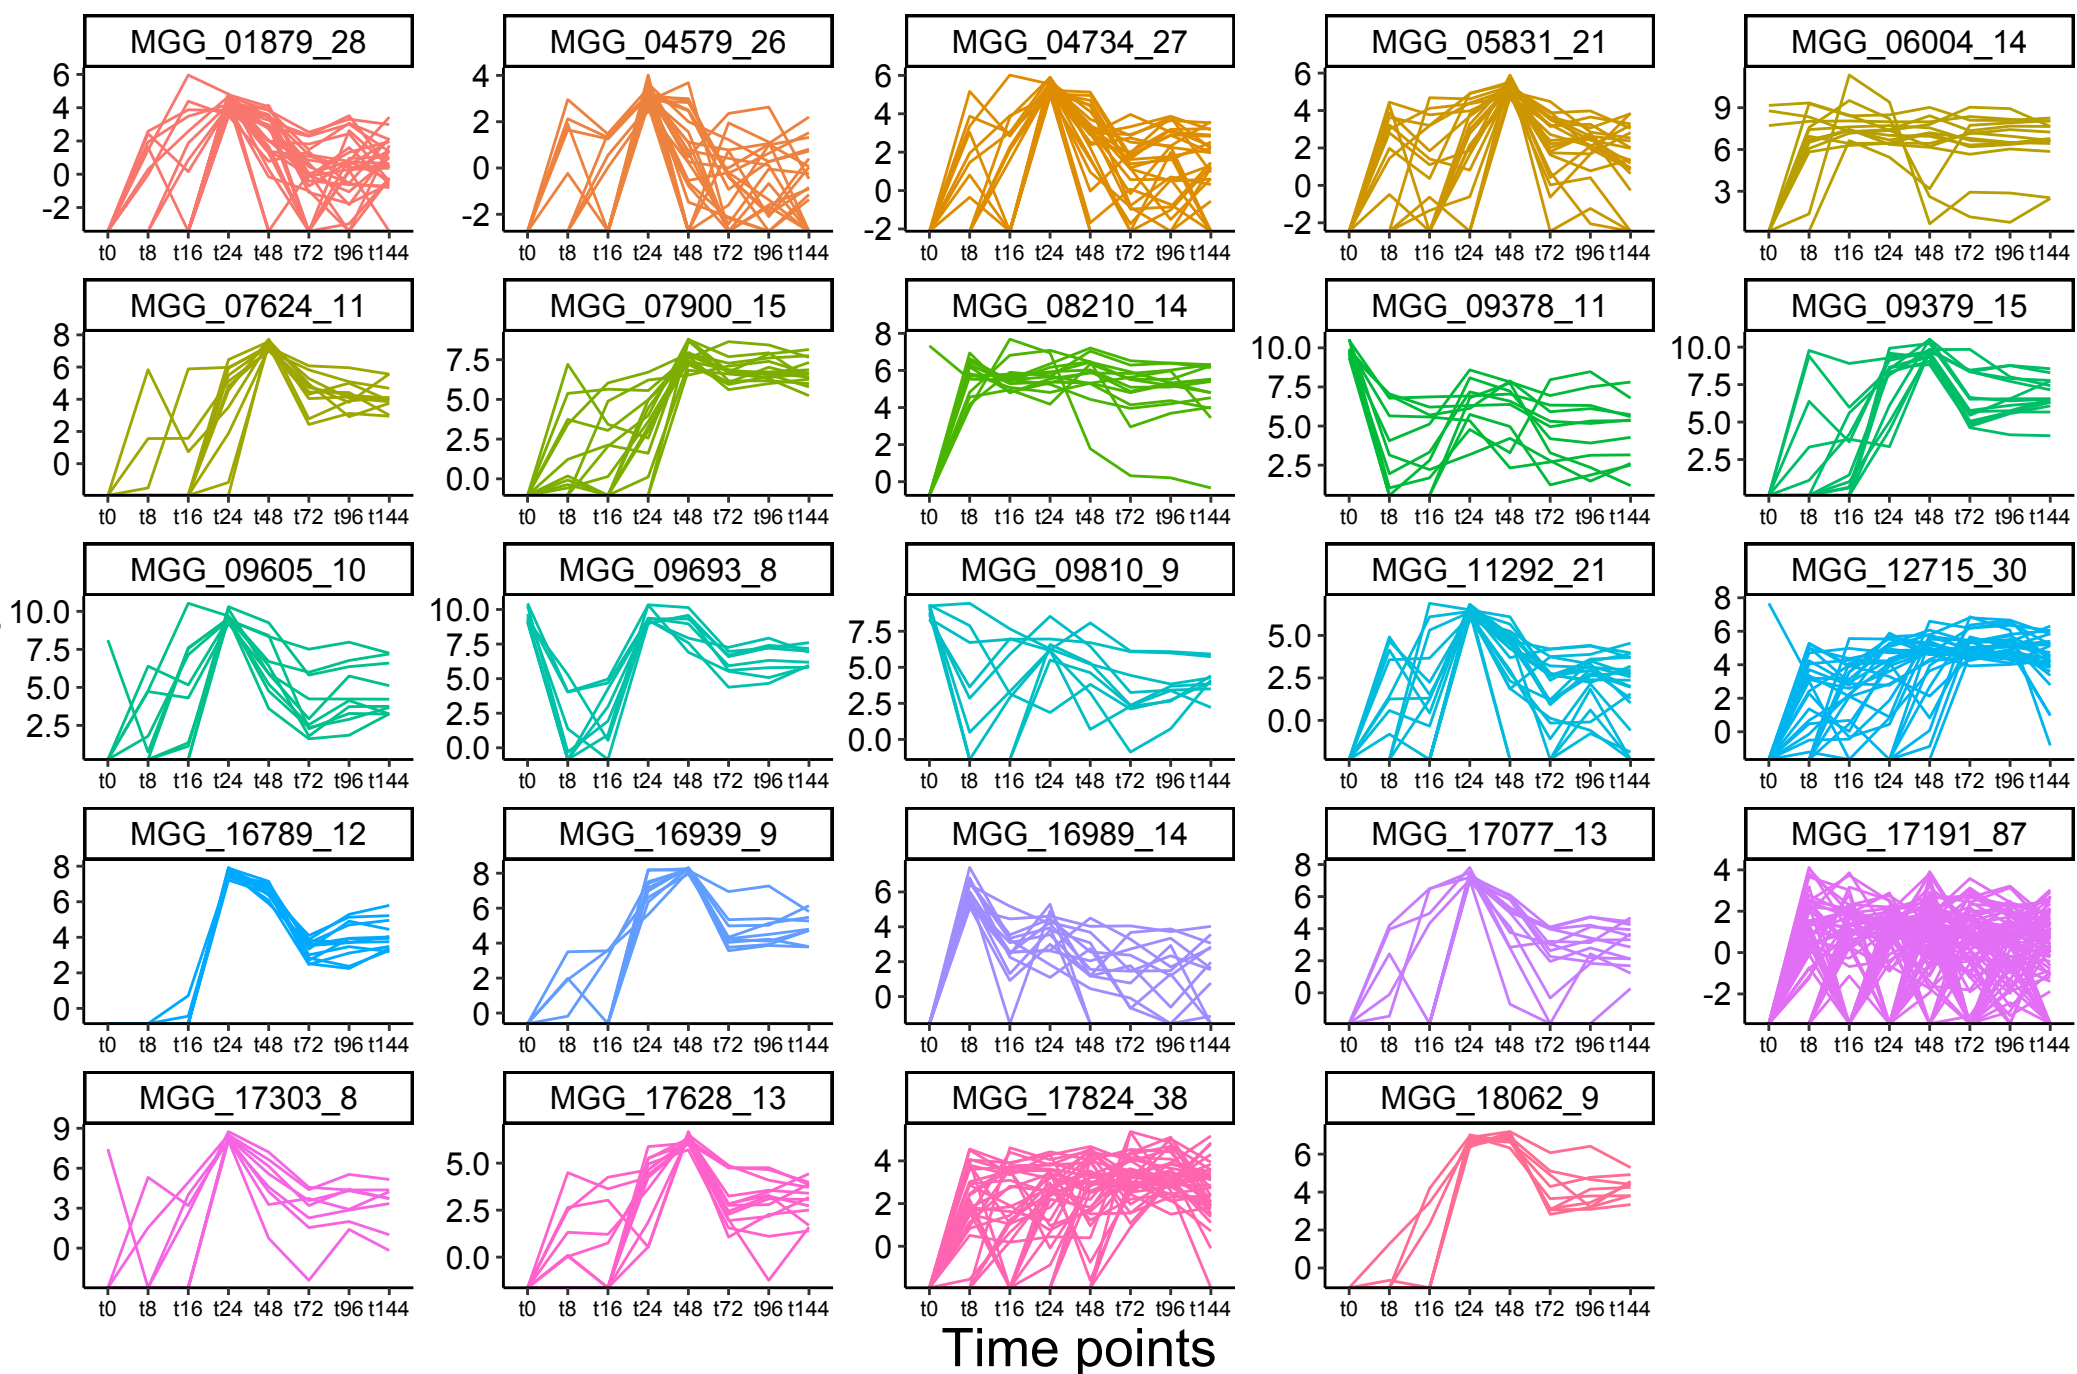 MGG_01879_28 MGG_04579_26 MGG_04734_27 MGG_05831_21 MGG_06004_14
6 4 2 0 -2
4 2 0 -2
6 4 2 0 -2
6 4 2 0 -2
9 6 3
t0 t8 t16 t24 t48 t72 t96 t144
t0 t8 t16 t24 t48 t72 t96 t144
t0 t8 t16 t24 t48 t72 t96 t144
t0 t8 t16 t24 t48 t72 t96 t144
t0 t8 t16 t24 t48 t72 t96 t144
MGG_07624_11 MGG_07900_15 MGG_08210_14 MGG_09378_11 MGG_09379_15
8 6 4 2 0
7.5 5.0 2.5 0.0
8 6 4 2 0
10.0 7.5 5.0 2.5
10.0 7.5 5.0 2.5
t0 t8 t16 t24 t48 t72 t96 t144
t0 t8 t16 t24 t48 t72 t96 t144
t0 t8 t16 t24 t48 t72 t96 t144
t0 t8 t16 t24 t48 t72 t96 t144
t0 t8 t16 t24 t48 t72 t96 t144
MGG_09605_10 MGG_09693_8 MGG_09810_9 MGG_11292_21 MGG_12715_30
10.0 7.5 5.0 2.5
10.0 7.5 5.0 2.5 0.0
7.5 5.0 2.5 0.0
5.0 2.5 0.0
8 6 4 2 0
t0 t8 t16 t24 t48 t72 t96 t144
t0 t8 t16 t24 t48 t72 t96 t144
t0 t8 t16 t24 t48 t72 t96 t144
t0 t8 t16 t24 t48 t72 t96 t144
t0 t8 t16 t24 t48 t72 t96 t144
MGG_16789_12 MGG_16939_9 MGG_16989_14 MGG_17077_13 MGG_17191_87
8 6 4 2 0
8 6 4 2 0
6 4 2 0
8 6 4 2 0
4 2 0 -2
t0 t8 t16 t24 t48 t72 t96 t144
t0 t8 t16 t24 t48 t72 t96 t144
t0 t8 t16 t24 t48 t72 t96 t144
t0 t8 t16 t24 t48 t72 t96 t144
t0 t8 t16 t24 t48 t72 t96 t144
MGG_17303_8 MGG_17628_13 MGG_17824_38 MGG_18062_9
9 6 3 0
5.0 2.5 0.0
4 2 0
6 4 2 0
t0 t8 t16 t24 t48 t72 t96 t144
t0 t8 t16 t24 t48 t72 t96 t144
t0 t8 t16 t24 t48 t72 t96 t144
t0 t8 t16 t24 t48 t72 t96 t144
Time points